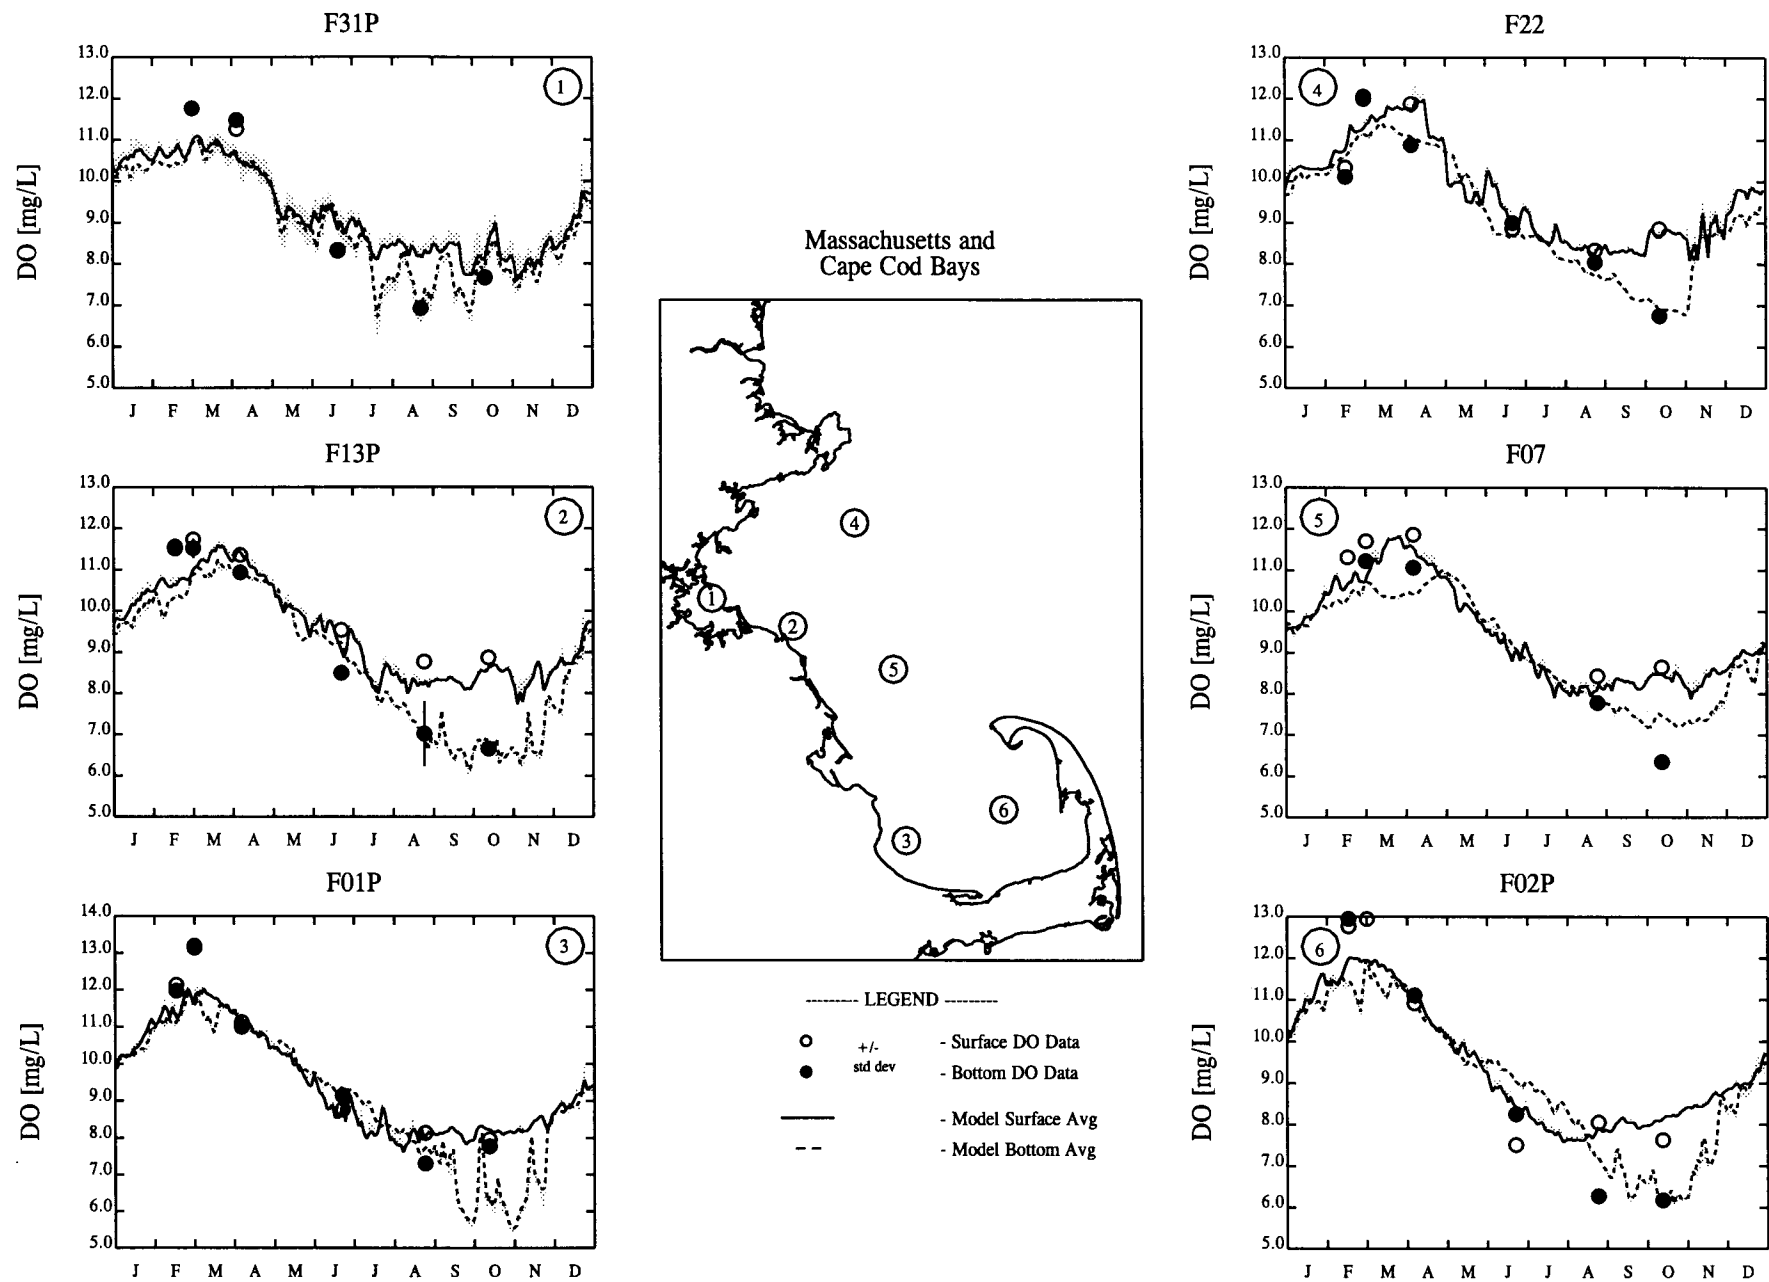 F31P
13.0
12.0
11.0
10.0
9.0
8.0
7.0
6.0
5.0
DO [mg/L]
1
J F M A M J J A S O N D
F13P
13.0
12.0
11.0
10.0
9.0
8.0
7.0
6.0
5.0
DO [mg/L]
2
J F M A M J J A S O N D
F01P
14.0
13.0
12.0
11.0
10.0
9.0
8.0
7.0
6.0
5.0
DO [mg/L]
3
J F M A M J J A S O N D
Massachusetts and
Cape Cod Bays
4
1
2
5
6
3
--------- LEGEND ---------
+/-
std dev
- Surface DO Data
- Bottom DO Data
- Model Surface Avg
- Model Bottom Avg
F22
13.0
12.0
11.0
10.0
9.0
8.0
7.0
6.0
5.0
DO [mg/L]
4
J F M A M J J A S O N D
F07
13.0
12.0
11.0
10.0
9.0
8.0
7.0
6.0
5.0
DO [mg/L]
5
J F M A M J J A S O N D
F02P
13.0
12.0
11.0
10.0
9.0
8.0
7.0
6.0
5.0
DO [mg/L]
6
J F M A M J J A S O N D